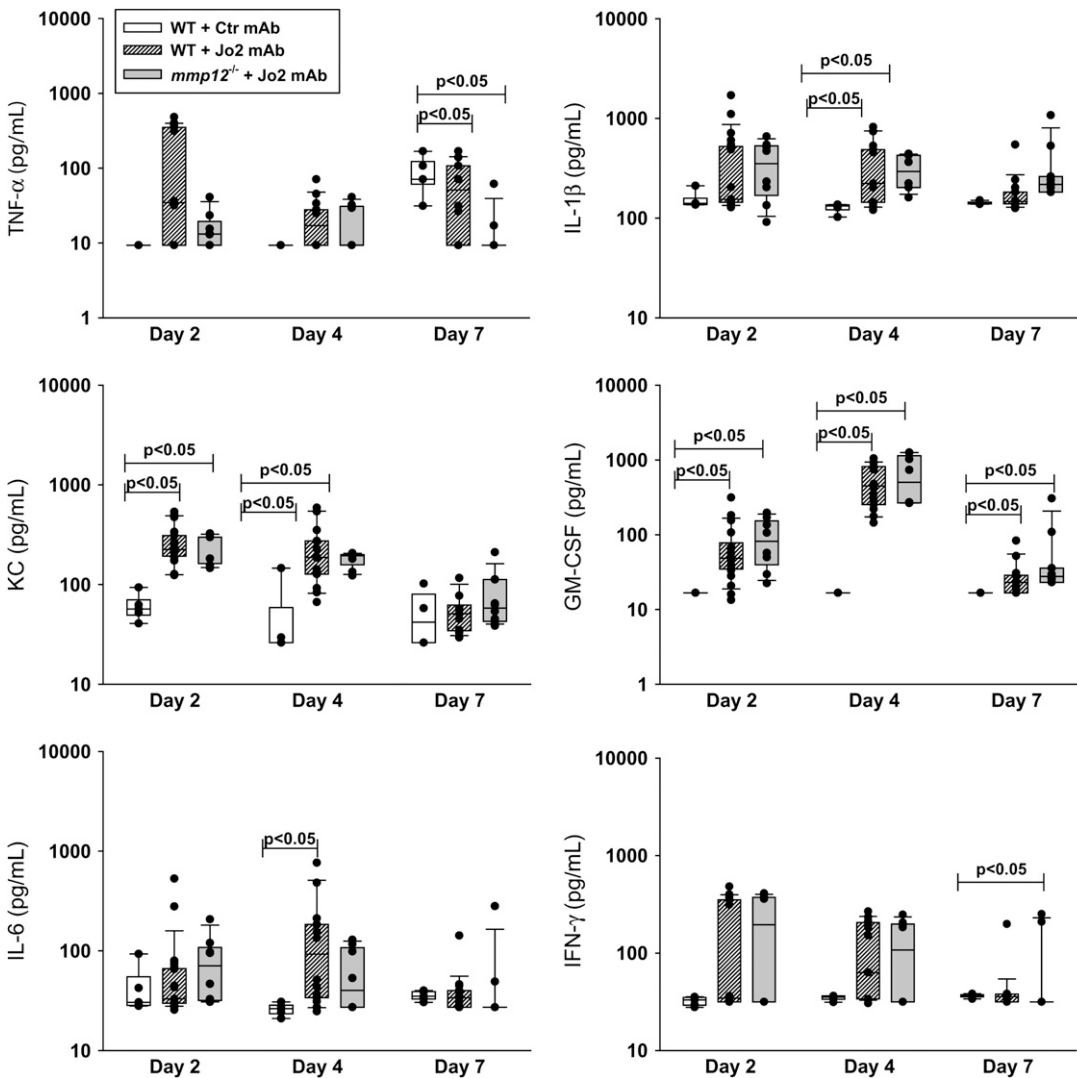 TNF-α (pg/mL)
10000
1000
100
10
1
WT + Ctr mAb
WT + Jo2 mAb
mmp12-/- + Jo2 mAb
p<0.05
p<0.05
Day 2 Day 4 Day 7
IL-1β (pg/mL)
10000
1000
100
10
p<0.05
p<0.05
Day 2 Day 4 Day 7
KC (pg/mL)
10000
1000
100
10
p<0.05
p<0.05
p<0.05
p<0.05
Day 2 Day 4 Day 7
GM-CSF (pg/mL)
10000
1000
100
10
1
p<0.05
p<0.05
p<0.05
p<0.05
p<0.05
p<0.05
Day 2 Day 4 Day 7
IL-6 (pg/mL)
10000
1000
100
10
p<0.05
Day 2 Day 4 Day 7
IFN-γ (pg/mL)
10000
1000
100
10
p<0.05
Day 2 Day 4 Day 7